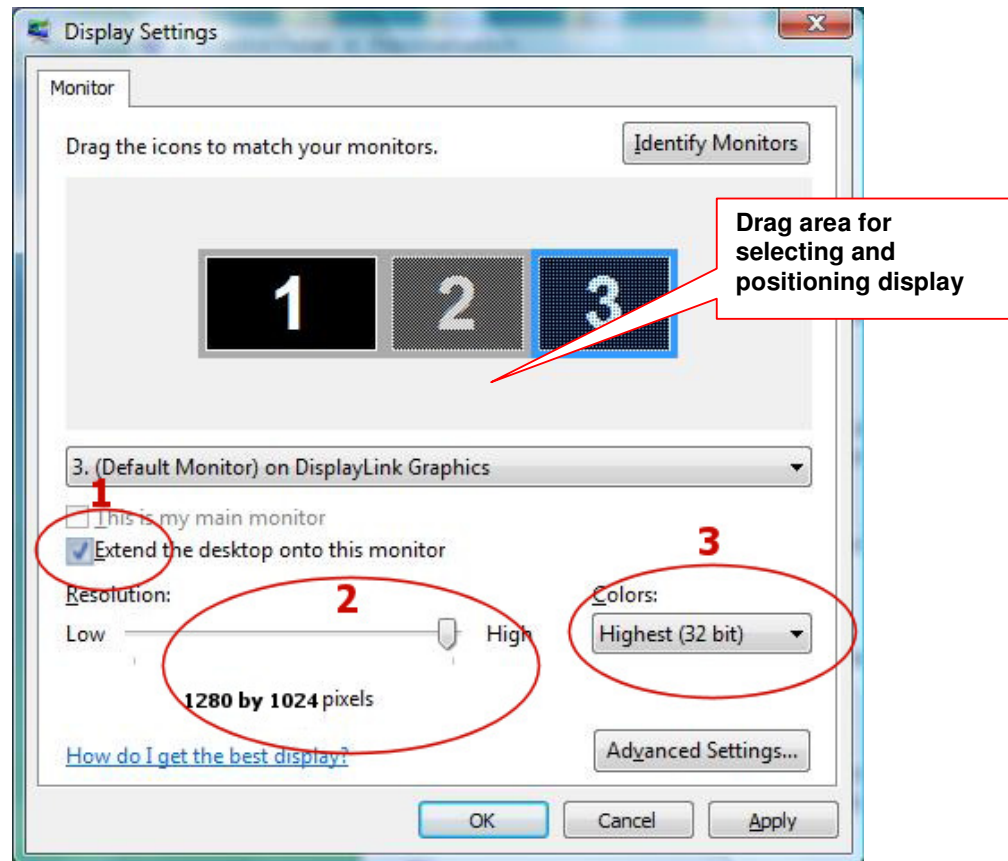 Display Settings
X
Monitor
Drag the icons to match your monitors.
Identify Monitors
Drag area for
selecting and
positioning display
1
2
3
3. (Default Monitor) on DisplayLink Graphics
1
This is my main monitor
Extend the desktop onto this monitor
3
Resolution:
2
Colors:
Low
High
Highest (32 bit)
1280 by 1024 pixels
How do I get the best display?
Advanced Settings...
OK
Cancel
Apply